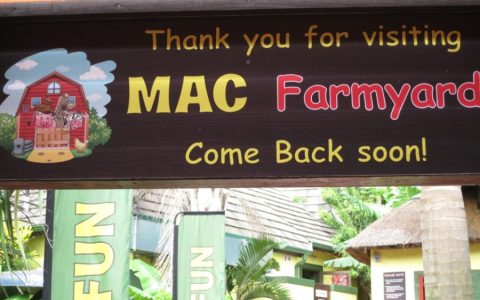 Thank you for visiting
MAC Farmyard
Come Back soon!
FUN
FUN